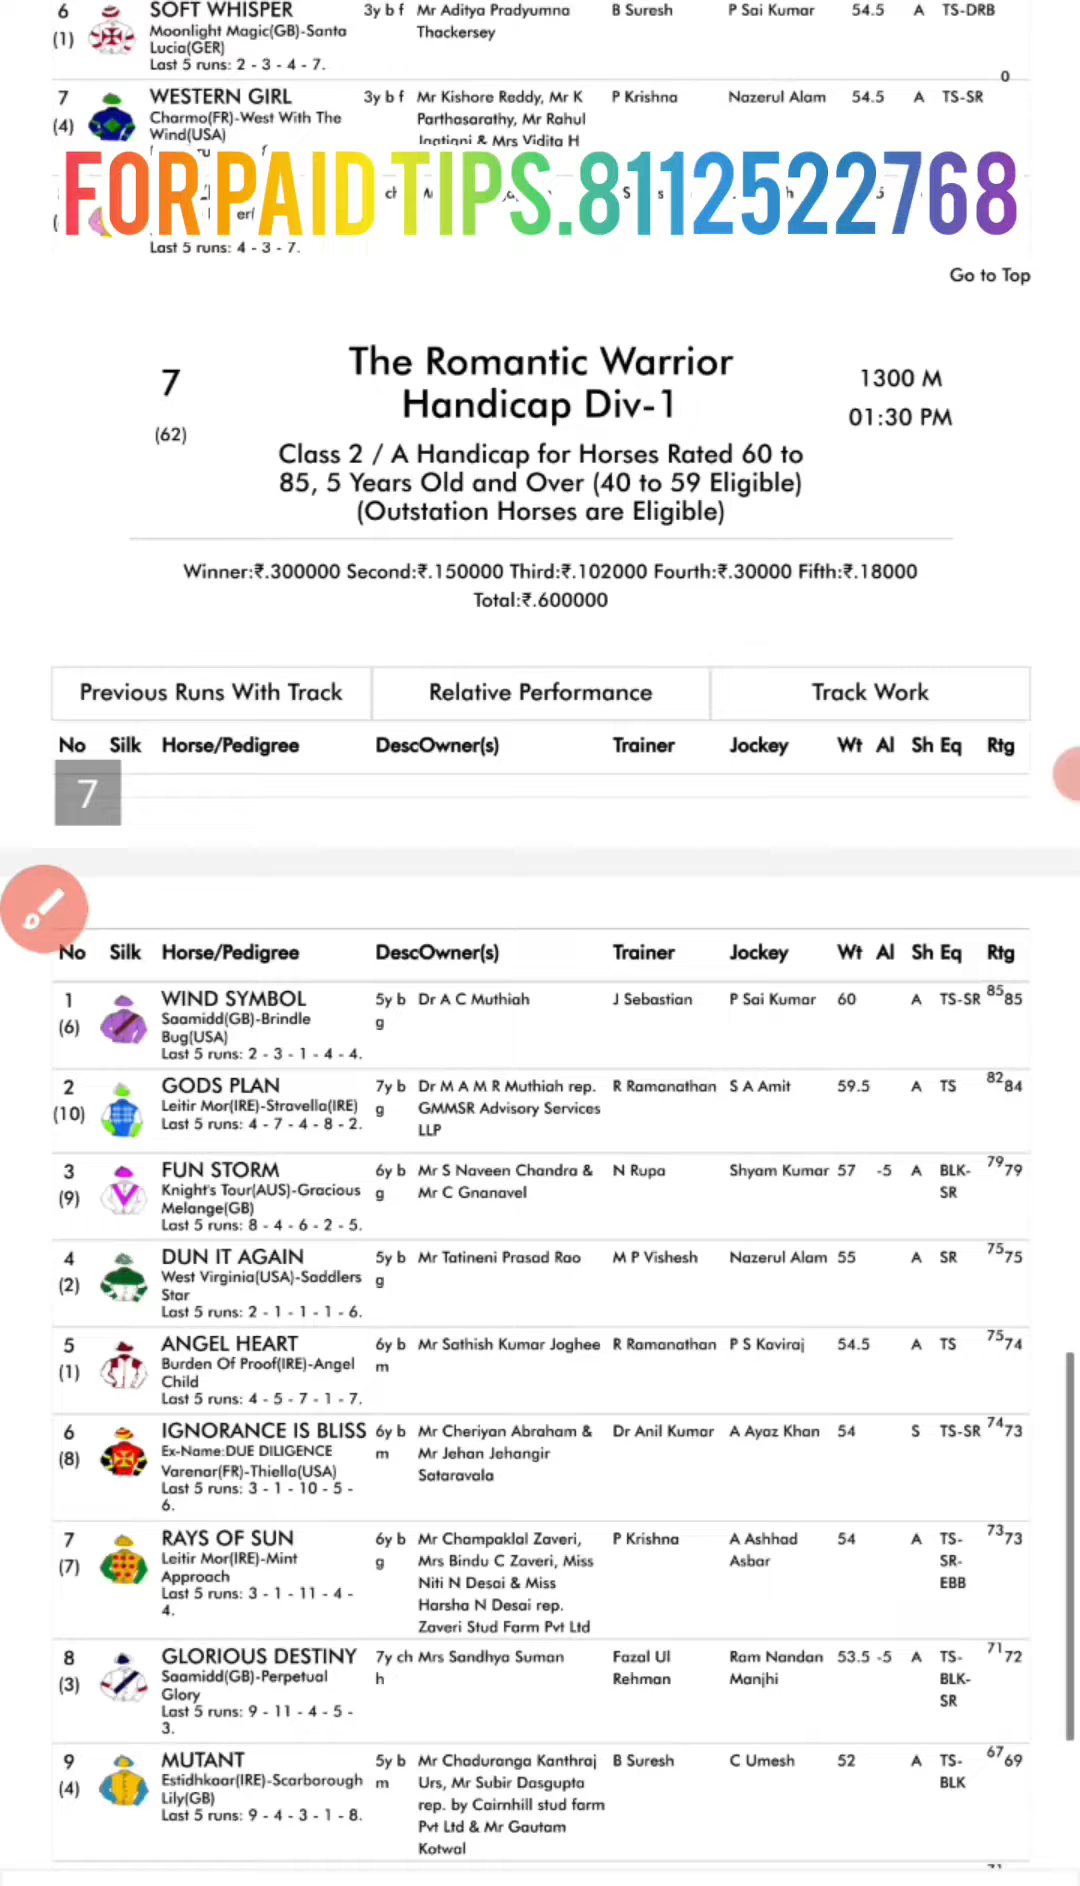 6 SOFT WHISPER 3y b f Mr Aditya Pradyumna B Suresh P Sai Kumar 54.5 A TS-DRB
(1) Moonlight Magic(GB)-Santa Thackersey
Lucia(GER)
Last 5 runs: 2 - 3 - 4 - 7.
0
7 WESTERN GIRL 3y b f Mr Kishore Reddy, Mr K P Krishna Nazerul Alam 54.5 A TS-SR
(4) Charmo(FR)-West With The Parthasarathy, Mr Rahul
Wind(USA) & Mrs Vidita H
FOR PAID TIPS.8112522768
Last 5 runs: 4 - 3 - 7.
Go to Top
7 The Romantic Warrior 1300 M
(62) Handicap Div-1 01:30 PM
Class 2 / A Handicap for Horses Rated 60 to
85, 5 Years Old and Over (40 to 59 Eligible)
(Outstation Horses are Eligible)
Winner:₹.300000 Second:₹.150000 Third:₹.102000 Fourth:₹.30000 Fifth:₹.18000
Total:₹.600000
Previous Runs With Track Relative Performance Track Work
No Silk Horse/Pedigree DescOwner(s) Trainer Jockey Wt Al Sh Eq Rtg
7
No Silk Horse/Pedigree DescOwner(s) Trainer Jockey Wt Al Sh Eq Rtg
1 WIND SYMBOL 5y b Dr A C Muthiah J Sebastian P Sai Kumar 60 A TS-SR 85 85
(6) Saamidd(GB)-Brindle g
Bug(USA)
Last 5 runs: 2 - 3 - 1 - 4 - 4.
2 GODS PLAN 7y b Dr M A M R Muthiah rep. R Ramanathan S A Amit 59.5 A TS 82 84
(10) Leitir Mor(IRE)-Stravella(IRE) g GMMSR Advisory Services
Last 5 runs: 4 - 7 - 4 - 8 - 2. LLP
3 FUN STORM 6y b Mr S Naveen Chandra & N Rupa Shyam Kumar 57 -5 A BLK- 79 79
(9) Knight's Tour(AUS)-Gracious g Mr C Gnanavel SR
Melange(GB)
Last 5 runs: 8 - 4 - 6 - 2 - 5.
4 DUN IT AGAIN 5y b Mr Tatineni Prasad Rao M P Vishesh Nazerul Alam 55 A SR 75 75
(2) West Virginia(USA)-Saddlers g
Star
Last 5 runs: 2 - 1 - 1 - 1 - 6.
5 ANGEL HEART 6y b Mr Sathish Kumar Joghee R Ramanathan P S Kaviraj 54.5 A TS 75 74
(1) Burden Of Proof(IRE)-Angel m
Child
Last 5 runs: 4 - 5 - 7 - 1 - 7.
6 IGNORANCE IS BLISS 6y b Mr Cheriyan Abraham & Dr Anil Kumar A Ayaz Khan 54 S TS-SR 74 73
(8) Ex-Name:DUE DILIGENCE m Mr Jehan Jehangir
Varenar(FR)-Thiella(USA) Sataravala
Last 5 runs: 3 - 1 - 10 - 5 -
6.
7 RAYS OF SUN 6y b Mr Champaklal Zaveri, P Krishna A Ashhad 54 A TS- 73 73
(7) Leitir Mor(IRE)-Mint g Mrs Bindu C Zaveri, Miss Asbar SR-
Approach Niti N Desai & Miss EBB
Last 5 runs: 3 - 1 - 11 - 4 - Harsha N Desai rep.
4. Zaveri Stud Farm Pvt Ltd
8 GLORIOUS DESTINY 7y ch Mrs Sandhya Suman Fazal Ul Ram Nandan 53.5 -5 A TS- 71 72
(3) Saamidd(GB)-Perpetual h Rehman Manjhi BLK-
Glory SR
Last 5 runs: 9 - 11 - 4 - 5 -
3.
9 MUTANT 5y b Mr Chaduranga Kanthraj B Suresh C Umesh 52 A TS- 67 69
(4) Estidhkaar(IRE)-Scarborough m Urs, Mr Subir Dasgupta BLK
Lily(GB) rep. by Cairnhill stud farm
Last 5 runs: 9 - 4 - 3 - 1 - 8. Pvt Ltd & Mr Gautam
Kotwal